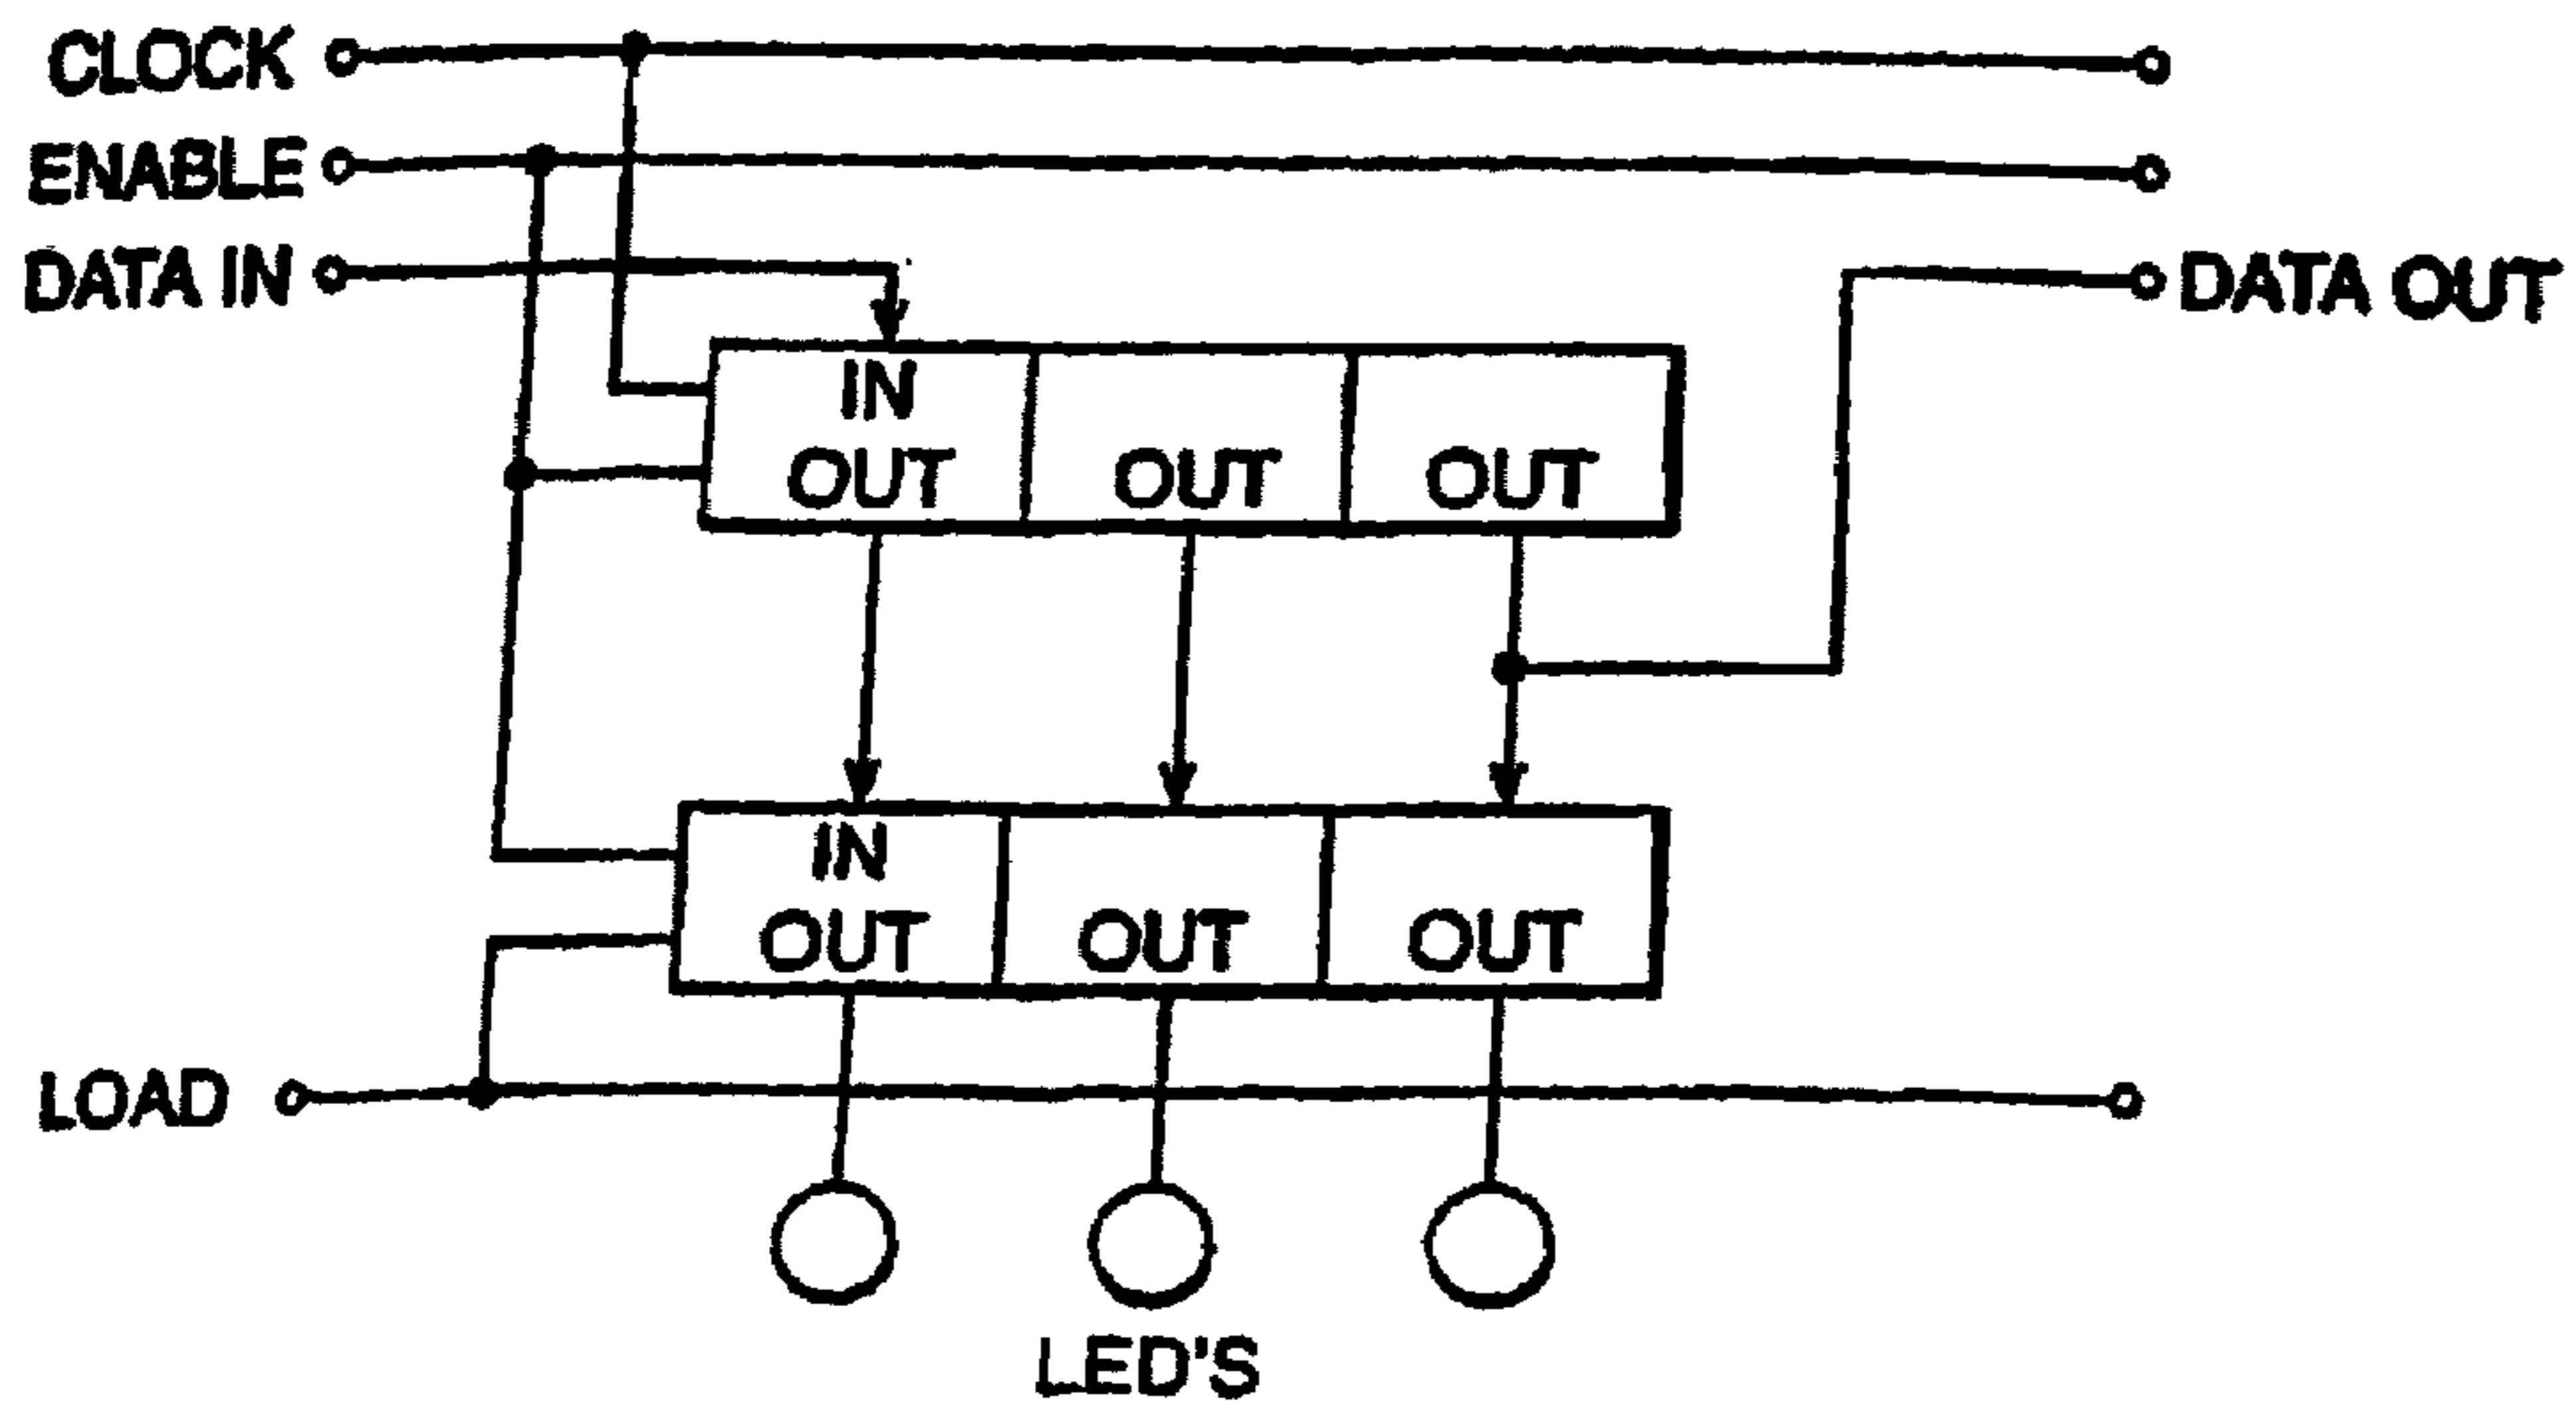 CLOCK
ENABLE
DATA IN
DATA OUT
IN
OUT OUT OUT
IN
OUT OUT OUT
LOAD
LED'S